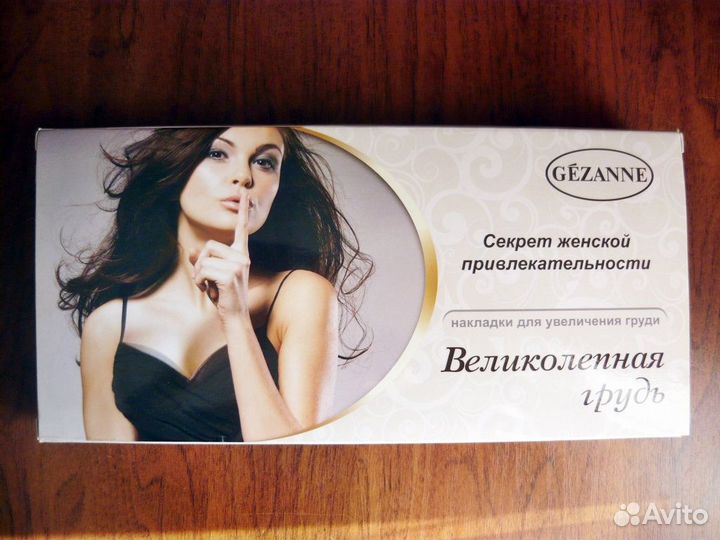 GÉZANNE
Секрет женской
привлекательности
накладки для увеличения груди
Великолепная
грудь
Avito